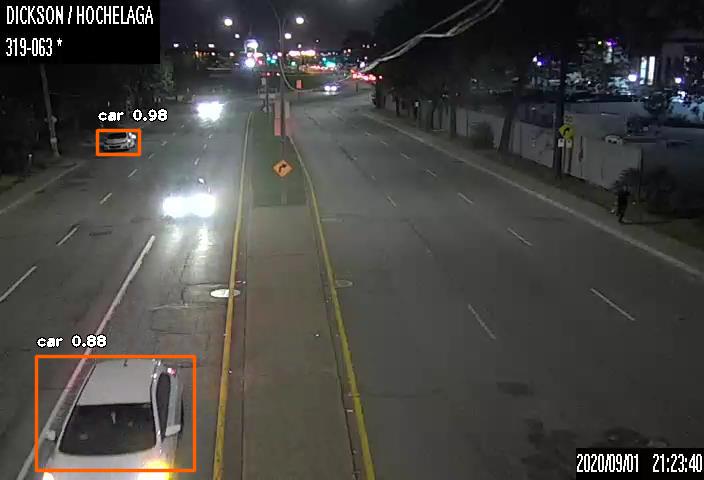 DICKSON / HOCHELAGA
319-063 *
car 0.98
car 0.88
2020/09/01 21:23:40